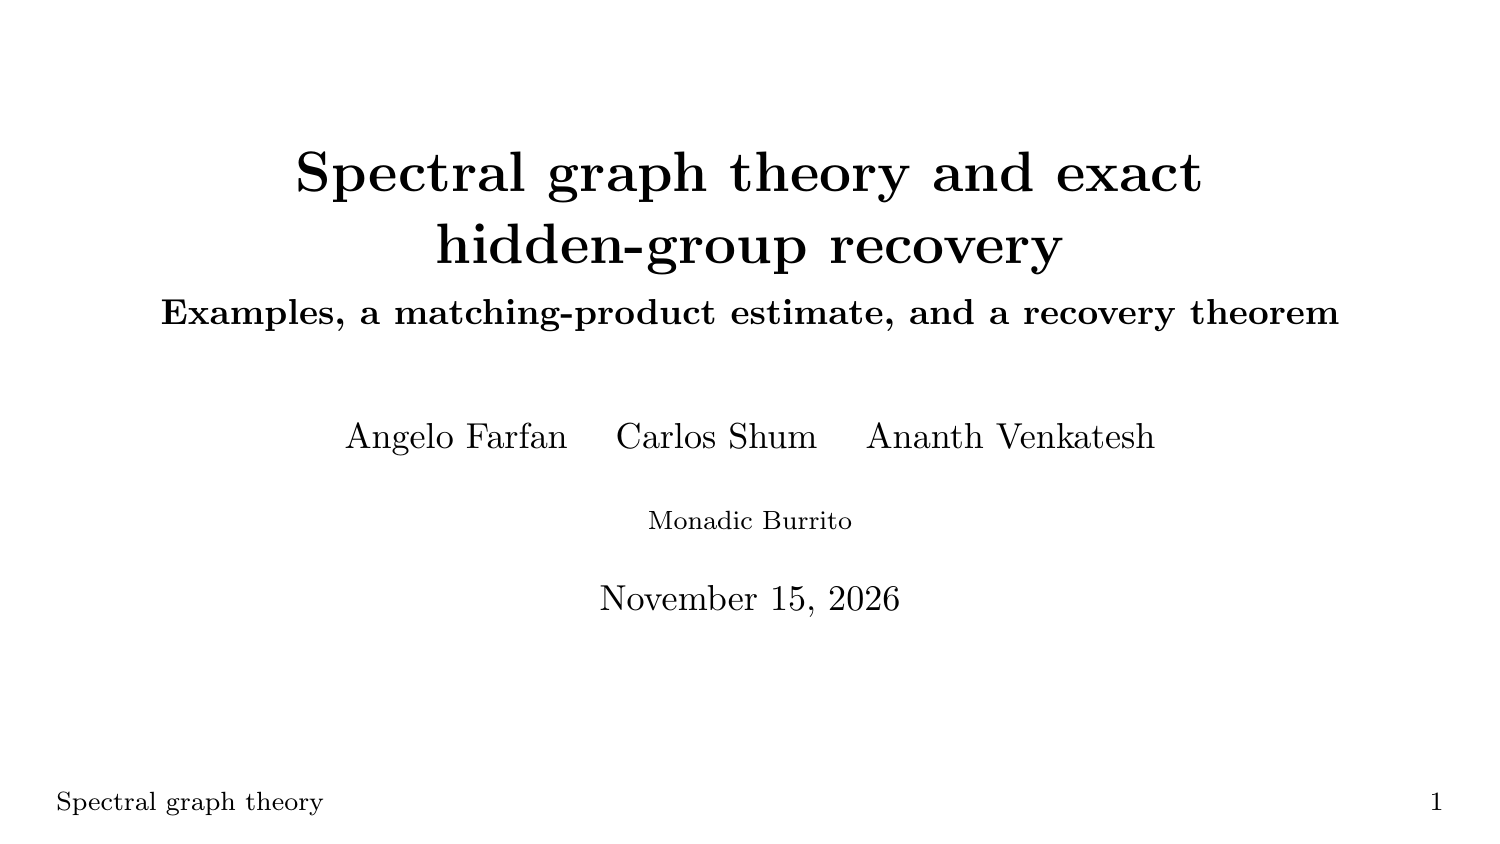 Spectral graph theory and exact
hidden-group recovery
Examples, a matching-product estimate, and a recovery theorem
Angelo Farfan Carlos Shum Ananth Venkatesh
Monadic Burrito
November 15, 2026
Spectral graph theory 1